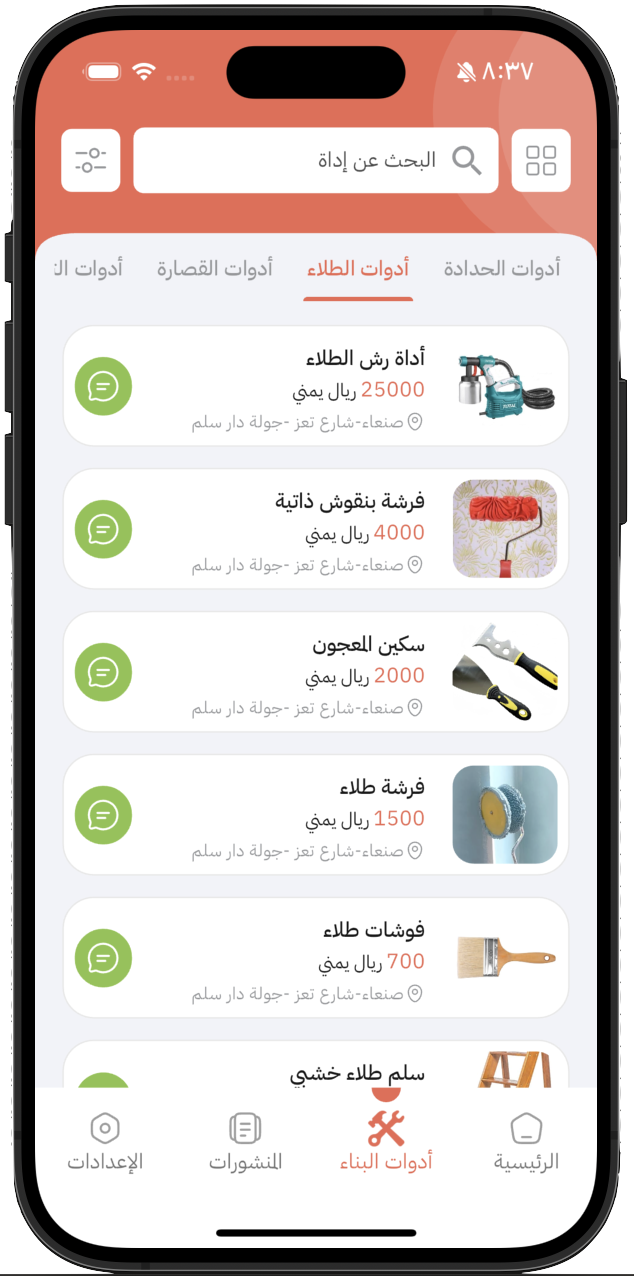 ٨:٣٧
البحث عن إداة
أدوات الحدادة أدوات الطلاء أدوات القصارة أدوات
أداة رش الطلاء
25000 ريال يمني
صنعاء-شارع تعز -جولة دار سلم
فرشة بنقوش ذاتية
4000 ريال يمني
صنعاء-شارع تعز -جولة دار سلم
سكين المعجون
2000 ريال يمني
صنعاء-شارع تعز -جولة دار سلم
فرشة طلاء
1500 ريال يمني
صنعاء-شارع تعز -جولة دار سلم
فوشات طلاء
700 ريال يمني
صنعاء-شارع تعز -جولة دار سلم
سلم طلاء خشبي
الرئيسية أدوات البناء المنشورات الإعدادات